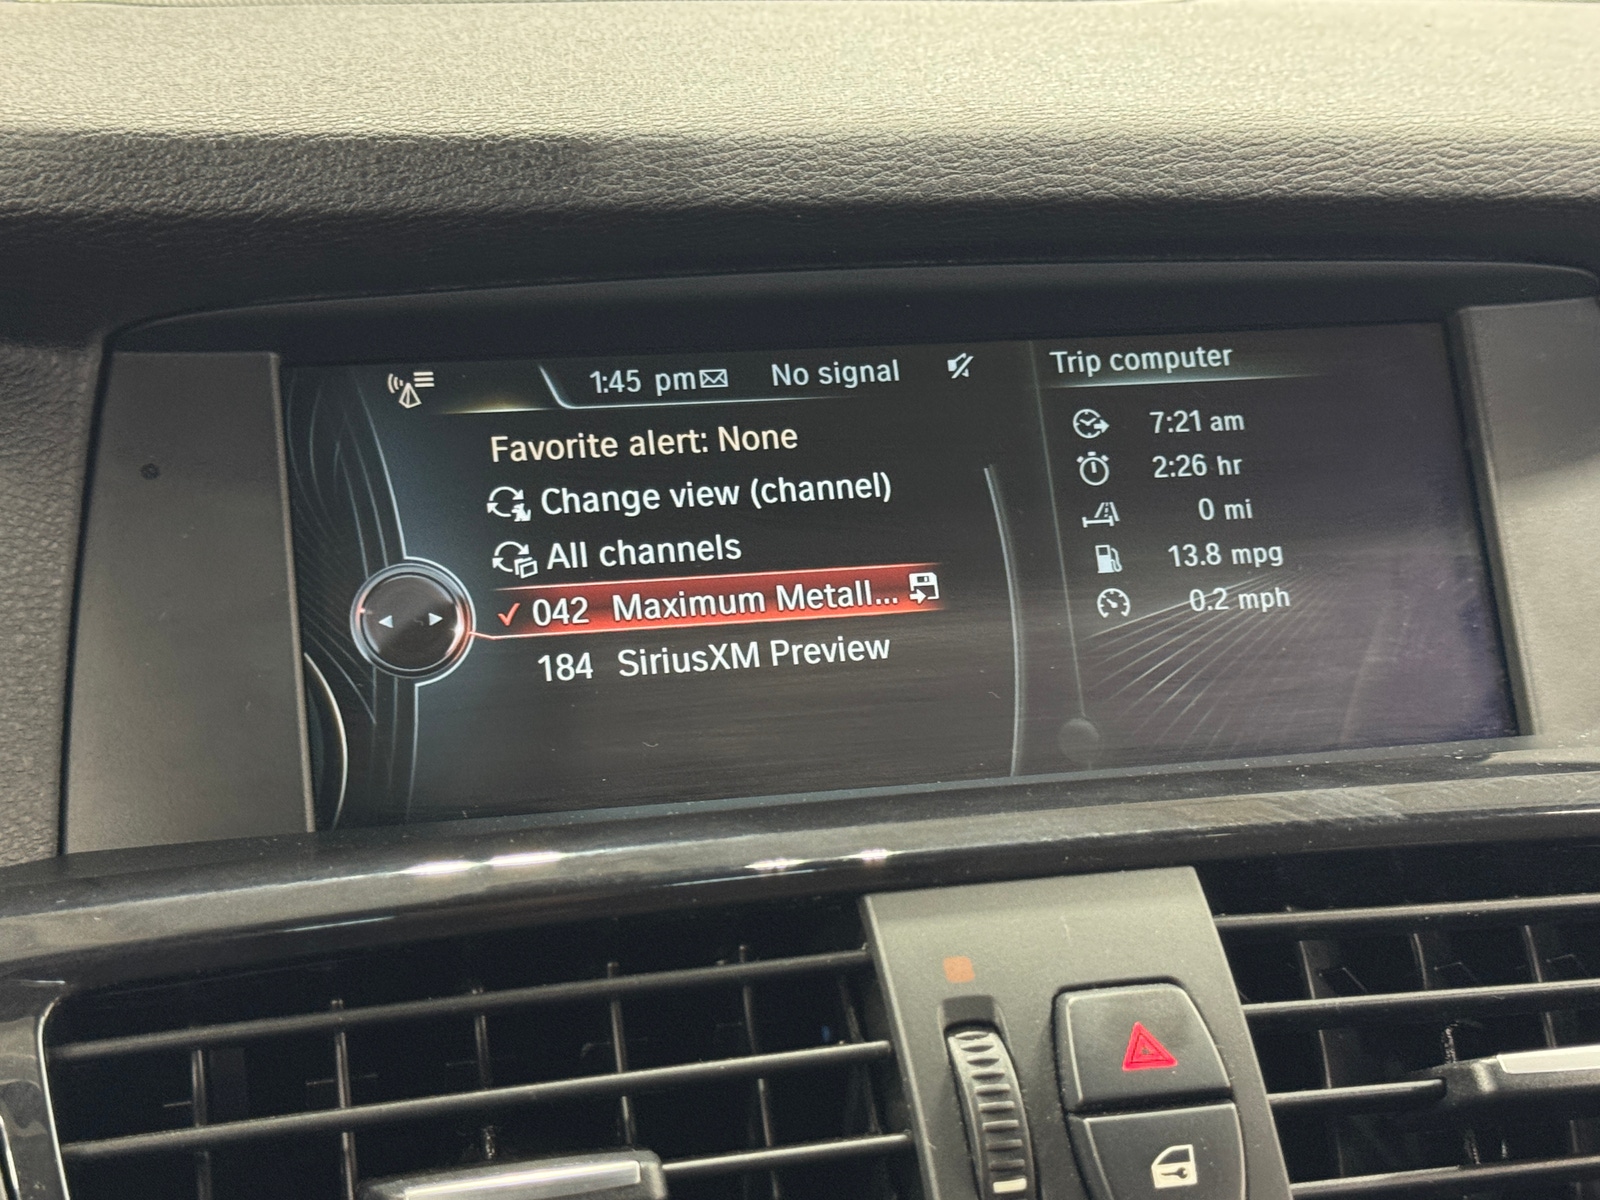 1:45 pm No signal
Favorite alert: None
Change view (channel)
All channels
042 Maximum Metall...
184 SiriusXM Preview
Trip computer
7:21 am
2:26 hr
0 mi
13.8 mpg
0.2 mph